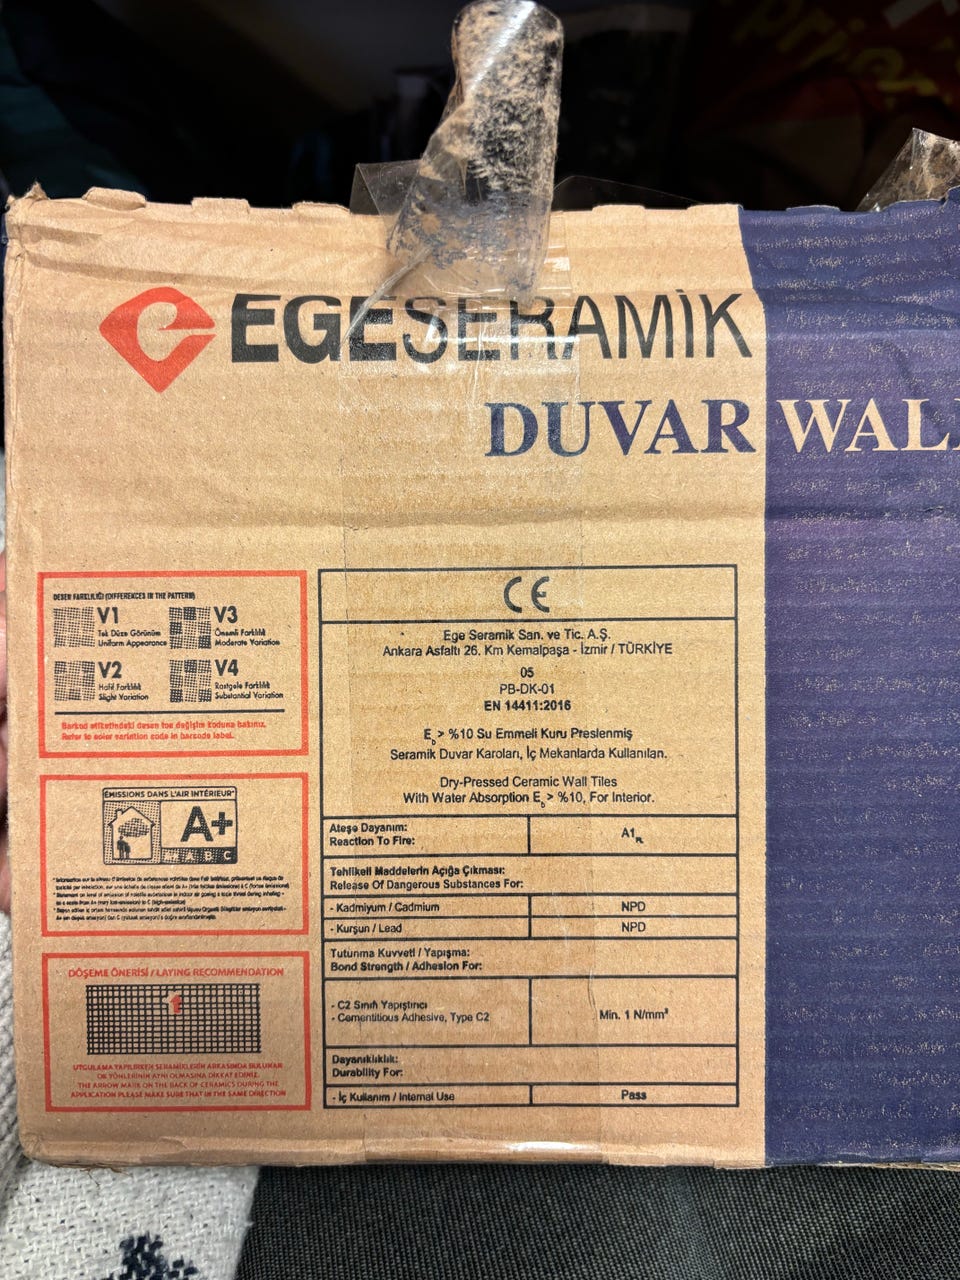 EGESERAMİK
DUVAR WALL
DESEN FARKLILIĞI (DIFFERENCES IN THE PATTERN)
V1
Tek Düze Görünüm
Uniform Appearance
V3
Önemli Farklılık
Moderate Variation
V2
Hafif Farklılık
Slight Variation
V4
Rastgele Farklılık
Substantial Variation
Barkod etiketindeki desen ton değişim koduna bakınız.
Refer to color variation code in barcode label.
ÉMISSIONS DANS L'AIR INTÉRIEUR*
A+
A+ A B C
DÖŞEME ÖNERİSİ / LAYING RECOMMENDATION
1
UYGULAMA YAPILIRKEN SERAMİKLERİN ARKASINDA BULUNAN
OK YÖNLERİNİN AYNI OLMASINA DİKKAT EDİNİZ.
THE ARROW MARK ON THE BACK OF CERAMICS DURING THE
APPLICATION PLEASE MAKE SURE THAT IN THE SAME DIRECTION
CE
Ege Seramik San. ve Tic. A.Ş.
Ankara Asfaltı 26. Km Kemalpaşa - İzmir / TÜRKİYE
05
PB-DK-01
EN 14411:2016
Eb > %10 Su Emmeli Kuru Preslenmiş
Seramik Duvar Karoları, İç Mekanlarda Kullanılan.
Dry-Pressed Ceramic Wall Tiles
With Water Absorption Eb > %10, For Interior.
Ateşe Dayanım:
Reaction To Fire:
A1FL
Tehlikeli Maddelerin Açığa Çıkması:
Release Of Dangerous Substances For:
- Kadmiyum / Cadmium NPD
- Kurşun / Lead NPD
Tutunma Kuvveti / Yapışma:
Bond Strength / Adhesion For:
- C2 Sınıfı Yapıştırıcı
- Cementitious Adhesive, Type C2
Min. 1 N/mm²
Dayanıklıklık:
Durability For:
- İç Kullanım / Internal Use Pass